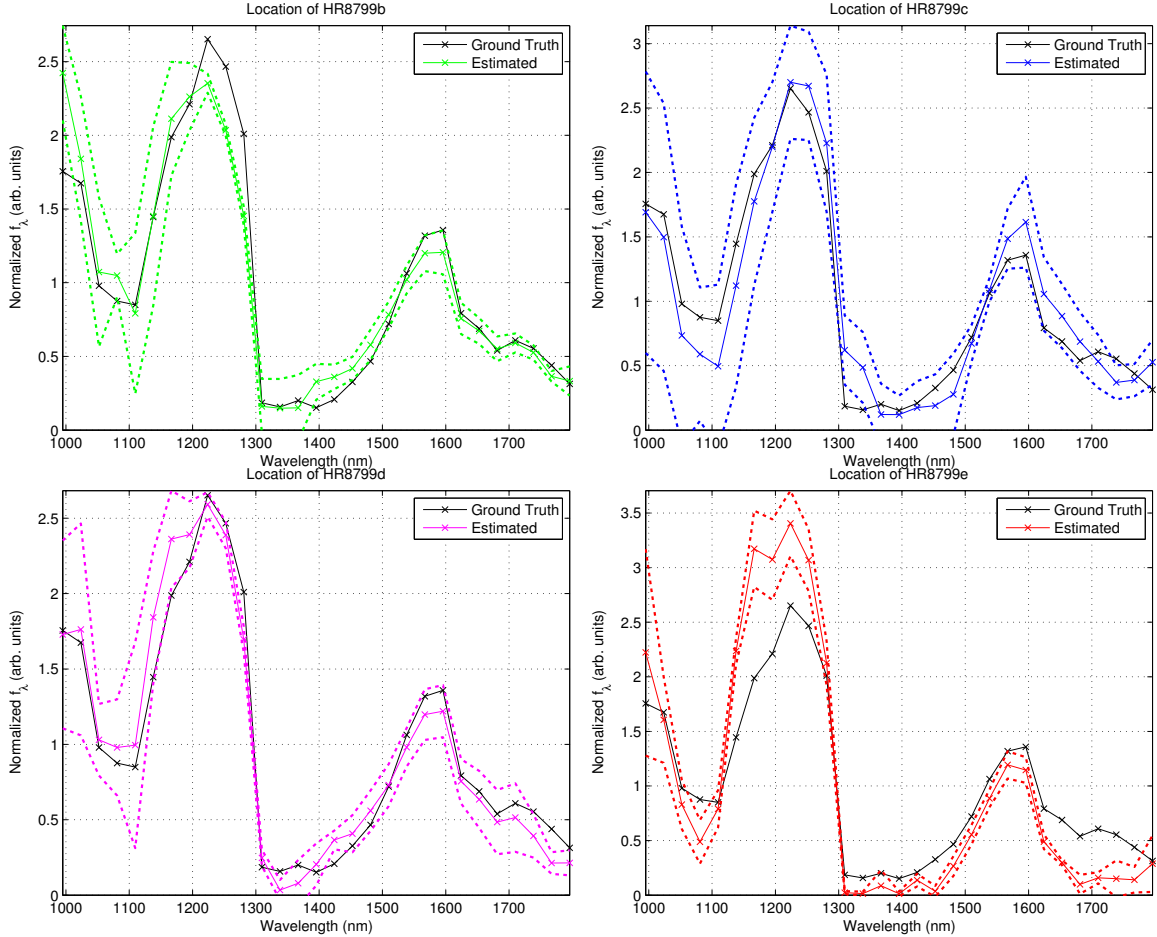 Location of HR8799b
Normalized f_λ (arb. units)
2.5
2
1.5
1
0.5
0
Ground Truth
Estimated
1000 1100 1200 1300 1400 1500 1600 1700
Wavelength (nm)
Location of HR8799c
Normalized f_λ (arb. units)
3
2.5
2
1.5
1
0.5
0
Ground Truth
Estimated
1000 1100 1200 1300 1400 1500 1600 1700
Wavelength (nm)
Location of HR8799d
Normalized f_λ (arb. units)
2.5
2
1.5
1
0.5
0
Ground Truth
Estimated
1000 1100 1200 1300 1400 1500 1600 1700
Wavelength (nm)
Location of HR8799e
Normalized f_λ (arb. units)
3.5
3
2.5
2
1.5
1
0.5
0
Ground Truth
Estimated
1000 1100 1200 1300 1400 1500 1600 1700
Wavelength (nm)